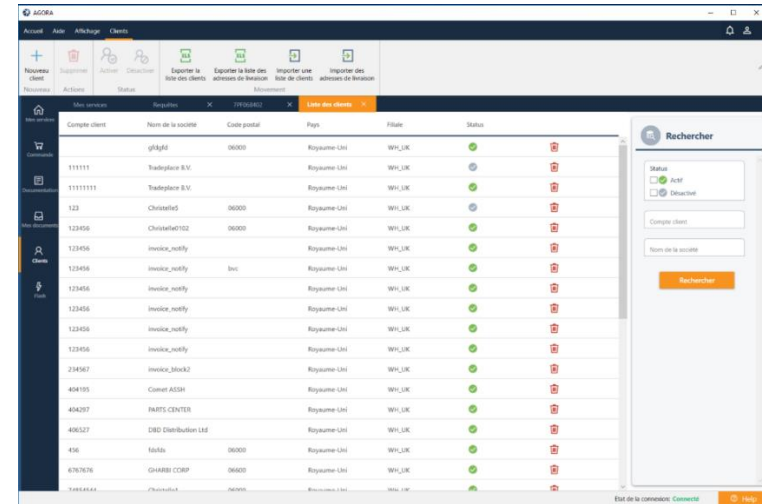 AGORA
Accueil Aide Affichage Clients
Nouveau client
Supprimer
Activer
Désactiver
Exporter la liste des clients
Exporter la liste des adresses de livraison
Importer une liste de clients
Importer des adresses de livraison
Nouveau Actions Status Movement
Mes services Requêtes 7PF068402 Liste des clients
Mes services
Commande
Documentation
Mes documents
Clients
Flash
Compte client Nom de la société Code postal Pays Filiale Status
gfdgfd 06000 Royaume-Uni WH_UK
111111 Tradeplace B.V. Royaume-Uni WH_UK
11111111 Tradeplace B.V. Royaume-Uni WH_UK
123 Christelle5 06000 Royaume-Uni WH_UK
123456 Christelle0102 06000 Royaume-Uni WH_UK
123456 invoice_notify Royaume-Uni WH_UK
123456 invoice_notify bvc Royaume-Uni WH_UK
123456 invoice_notify Royaume-Uni WH_UK
123456 invoice_notify Royaume-Uni WH_UK
123456 invoice_notify Royaume-Uni WH_UK
123456 invoice_notify Royaume-Uni WH_UK
234567 invoice_block2 Royaume-Uni WH_UK
404105 Comet ASSH Royaume-Uni WH_UK
404207 PARTS CENTER Royaume-Uni WH_UK
406527 DBD Distribution Ltd Royaume-Uni WH_UK
456 fdsfds 06000 Royaume-Uni WH_UK
6767676 GHARBI CORP 06600 Royaume-Uni WH_UK
Rechercher
Status
Actif
Désactivé
Compte client
Nom de la société
Rechercher
État de la connexion: Connecté
Help